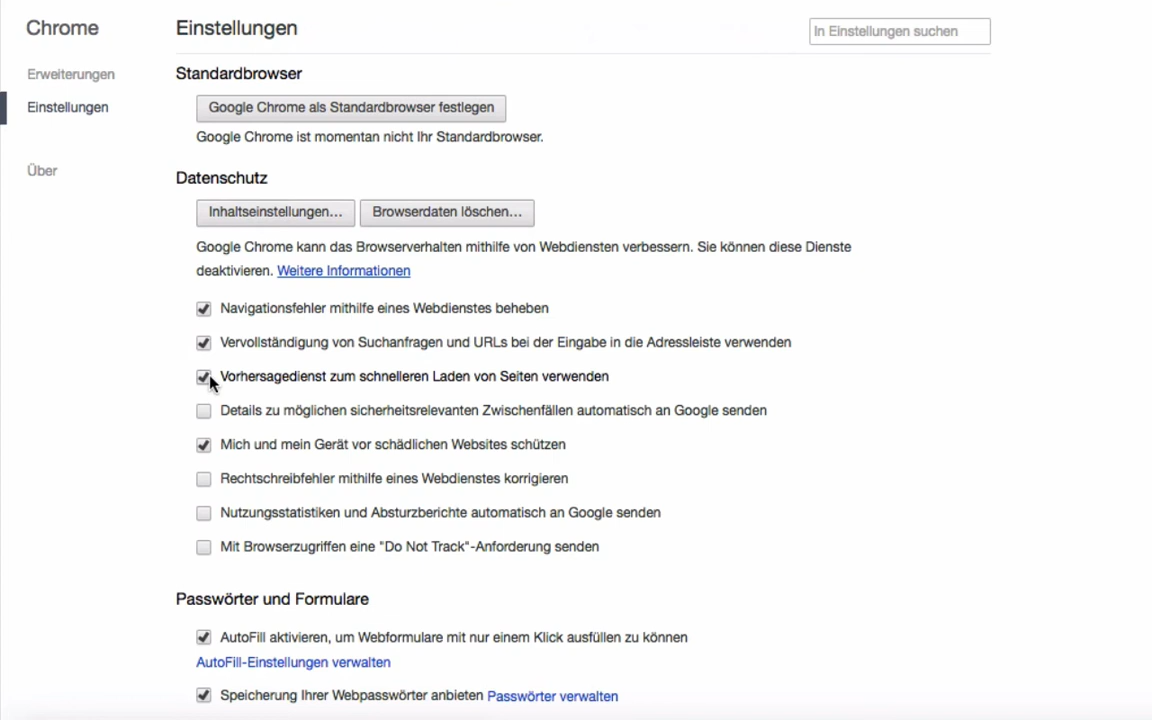 Chrome
Einstellungen
In Einstellungen suchen
Erweiterungen
Einstellungen
Über
Standardbrowser
Google Chrome als Standardbrowser festlegen
Google Chrome ist momentan nicht Ihr Standardbrowser.
Datenschutz
Inhaltseinstellungen... Browserdaten löschen...
Google Chrome kann das Browserverhalten mithilfe von Webdiensten verbessern. Sie können diese Dienste
deaktivieren. Weitere Informationen
Navigationsfehler mithilfe eines Webdienstes beheben
Vervollständigung von Suchanfragen und URLs bei der Eingabe in die Adressleiste verwenden
Vorhersagedienst zum schnelleren Laden von Seiten verwenden
Details zu möglichen sicherheitsrelevanten Zwischenfällen automatisch an Google senden
Mich und mein Gerät vor schädlichen Websites schützen
Rechtschreibfehler mithilfe eines Webdienstes korrigieren
Nutzungsstatistiken und Absturzberichte automatisch an Google senden
Mit Browserzugriffen eine "Do Not Track"-Anforderung senden
Passwörter und Formulare
AutoFill aktivieren, um Webformulare mit nur einem Klick ausfüllen zu können
AutoFill-Einstellungen verwalten
Speicherung Ihrer Webpasswörter anbieten Passwörter verwalten